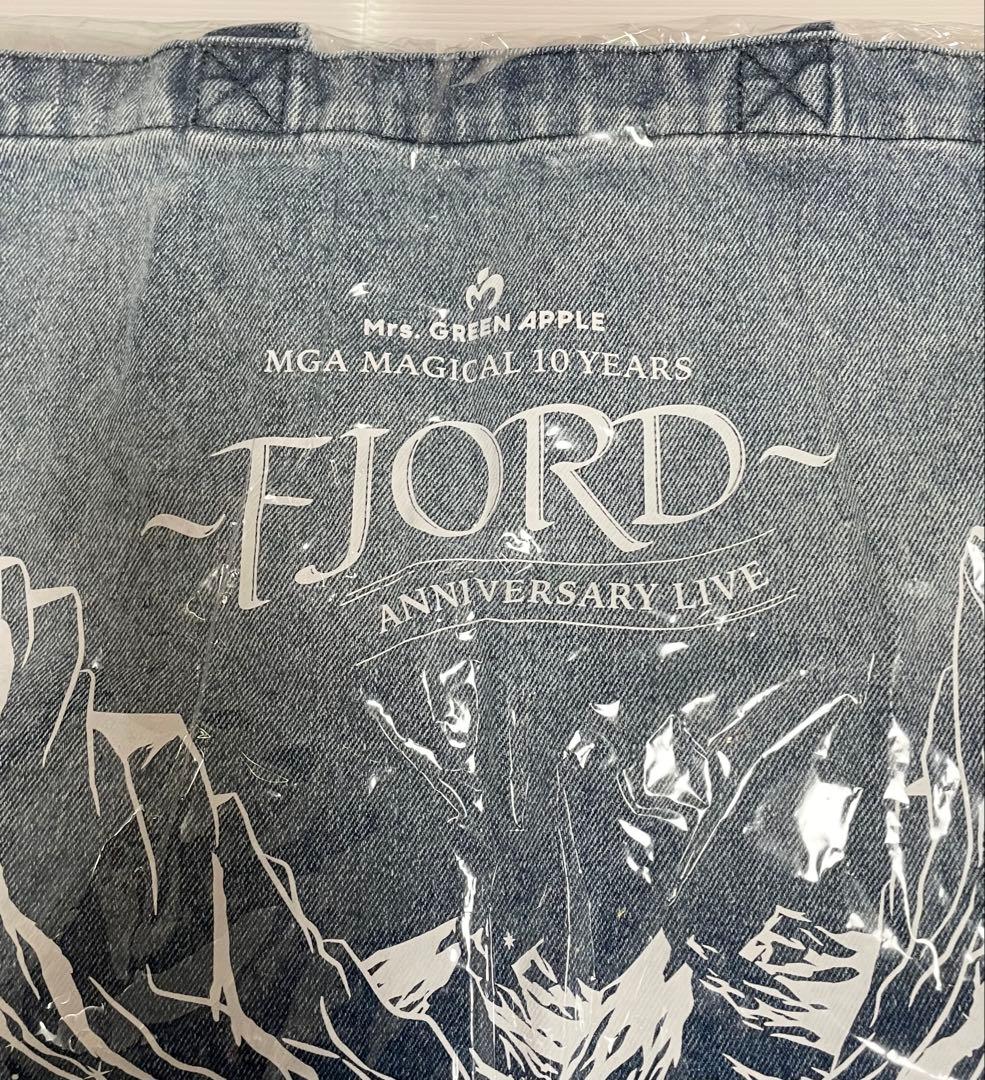 Mrs. GREEN APPLE
MGA MAGICAL 10 YEARS
~FJORD~
ANNIVERSARY LIVE